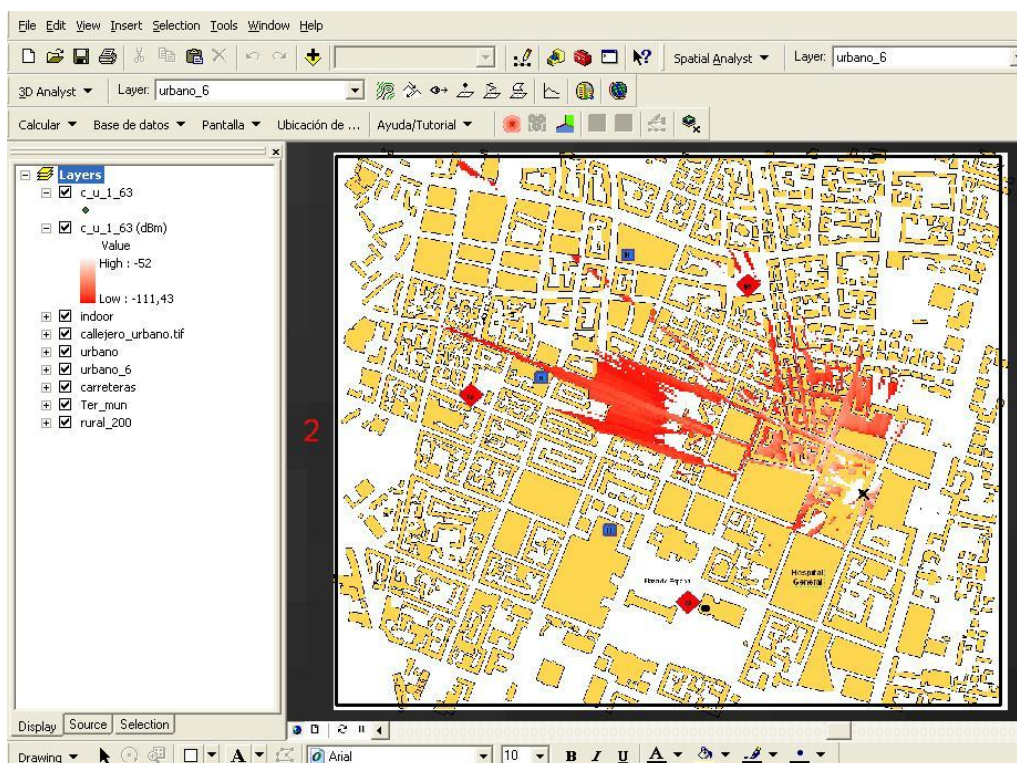 File Edit View Insert Selection Tools Window Help
Spatial Analyst Layer: urbano_6
3D Analyst Layer: urbano_6
Calcular Base de datos Pantalla Ubicación de ... Ayuda/Tutorial
Layers
c_u_1_63
c_u_1_63 (dBm)
Value
High : -52
Low : -111,43
indoor
callejero_urbano.tif
urbano
urbano_6
carreteras
Ter_mun
rural_200
2
H
Hospital
General
Display Source Selection
Drawing A Arial 10 B I U A